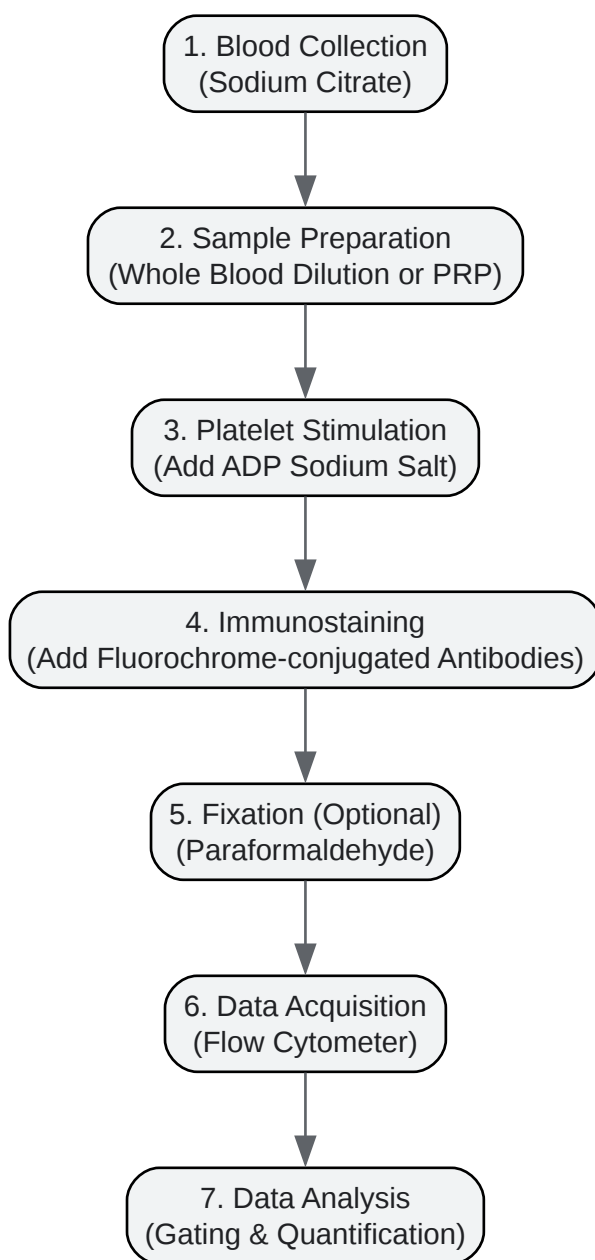 1. Blood Collection
(Sodium Citrate)
2. Sample Preparation
(Whole Blood Dilution or PRP)
3. Platelet Stimulation
(Add ADP Sodium Salt)
4. Immunostaining
(Add Fluorochrome-conjugated Antibodies)
5. Fixation (Optional)
(Paraformaldehyde)
6. Data Acquisition
(Flow Cytometer)
7. Data Analysis
(Gating & Quantification)